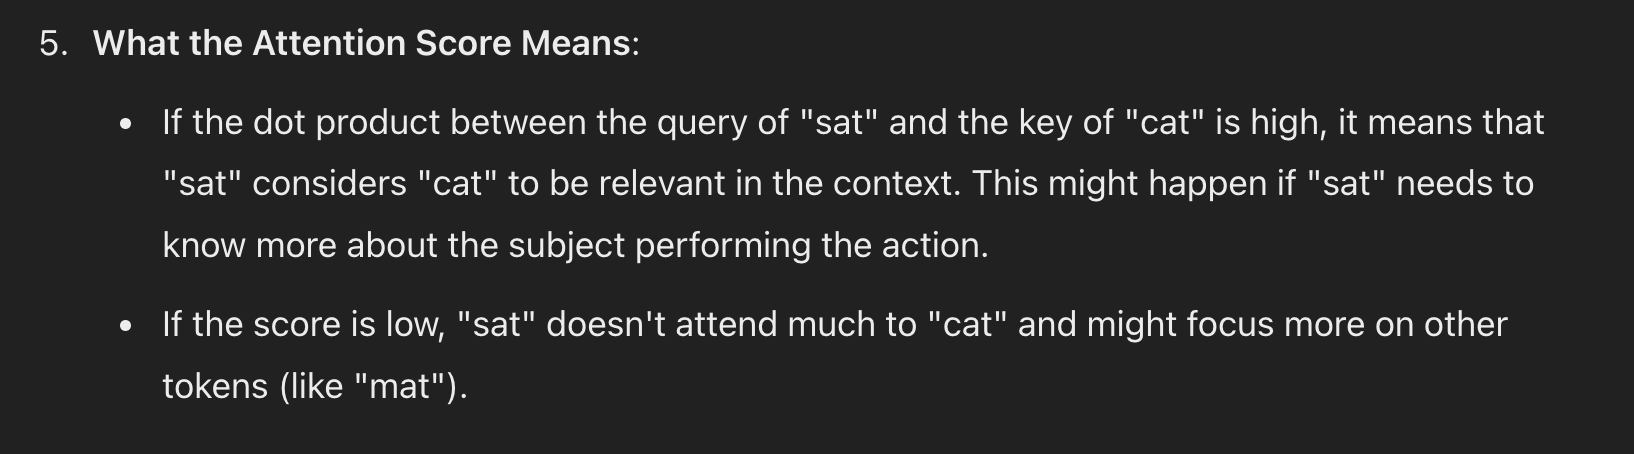 5. What the Attention Score Means:
• If the dot product between the query of "sat" and the key of "cat" is high, it means that
"sat" considers "cat" to be relevant in the context. This might happen if "sat" needs to
know more about the subject performing the action.
• If the score is low, "sat" doesn't attend much to "cat" and might focus more on other
tokens (like "mat").